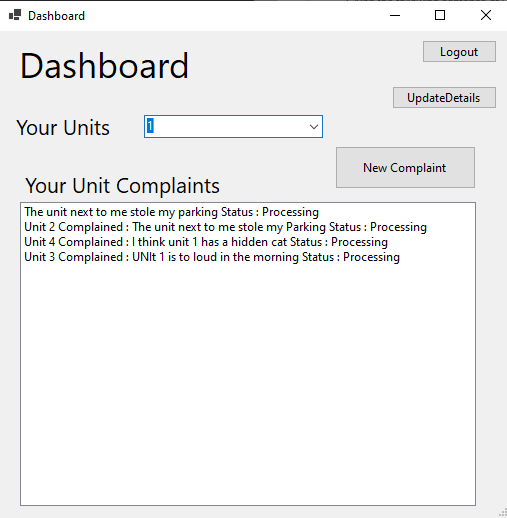 Dashboard
Dashboard
Logout
UpdateDetails
Your Units
1
New Complaint
Your Unit Complaints
The unit next to me stole my parking Status : Processing
Unit 2 Complained : The unit next to me stole my Parking Status : Processing
Unit 4 Complained : I think unit 1 has a hidden cat Status : Processing
Unit 3 Complained : UNIt 1 is to loud in the morning Status : Processing